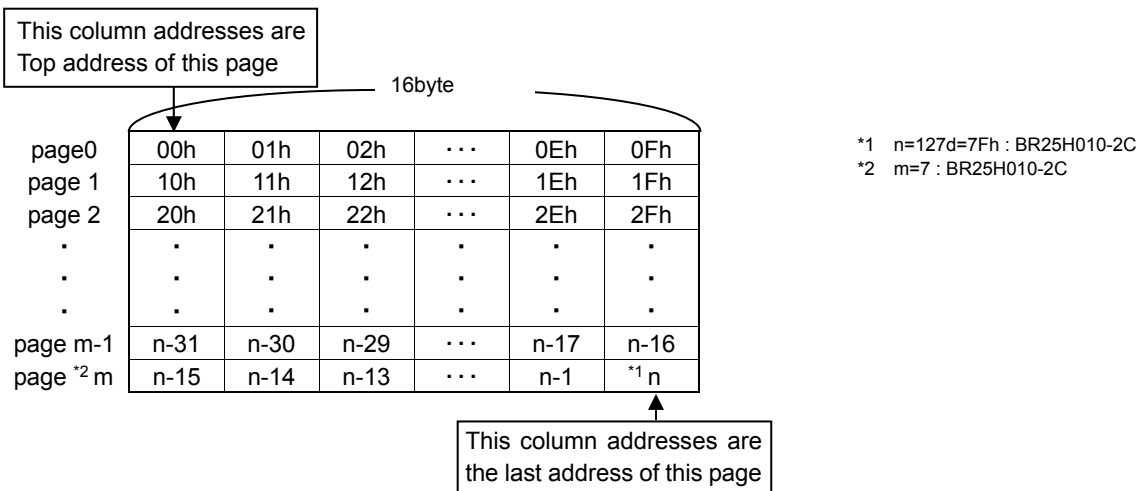 This column addresses are
Top address of this page
16byte
page0 00h 01h 02h ··· 0Eh 0Fh
page 1 10h 11h 12h ··· 1Eh 1Fh
page 2 20h 21h 22h ··· 2Eh 2Fh
· · · · · · ·
· · · · · · ·
· · · · · · ·
page m-1 n-31 n-30 n-29 ··· n-17 n-16
page *2 m n-15 n-14 n-13 ··· n-1 *1 n
This column addresses are
the last address of this page
*1 n=127d=7Fh : BR25H010-2C
*2 m=7 : BR25H010-2C